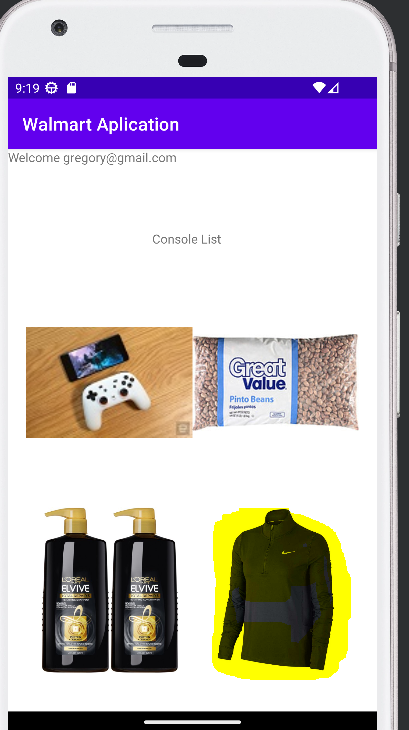 9:19
Walmart Aplication
Welcome gregory@gmail.com
Console List
Great
Value
Pinto Beans
Frijoles pintos
L'ORÉAL
ELVIVE
L'ORÉAL
ELVIVE